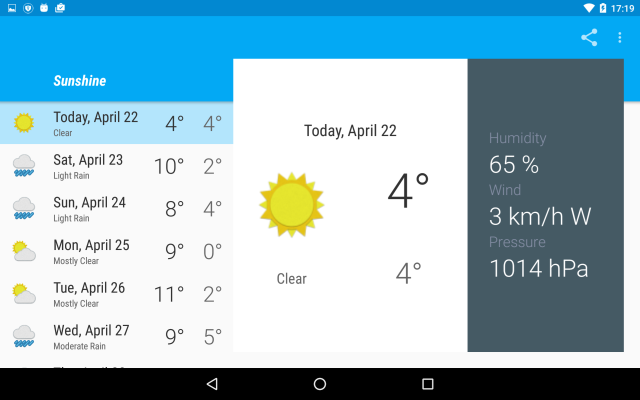 17:19
Sunshine
Today, April 22 4° 4°
Clear
Sat, April 23 10° 2°
Light Rain
Sun, April 24 8° 4°
Light Rain
Mon, April 25 9° 0°
Mostly Clear
Tue, April 26 11° 2°
Mostly Clear
Wed, April 27 9° 5°
Moderate Rain
Today, April 22
4°
Clear 4°
Humidity
65 %
Wind
3 km/h W
Pressure
1014 hPa